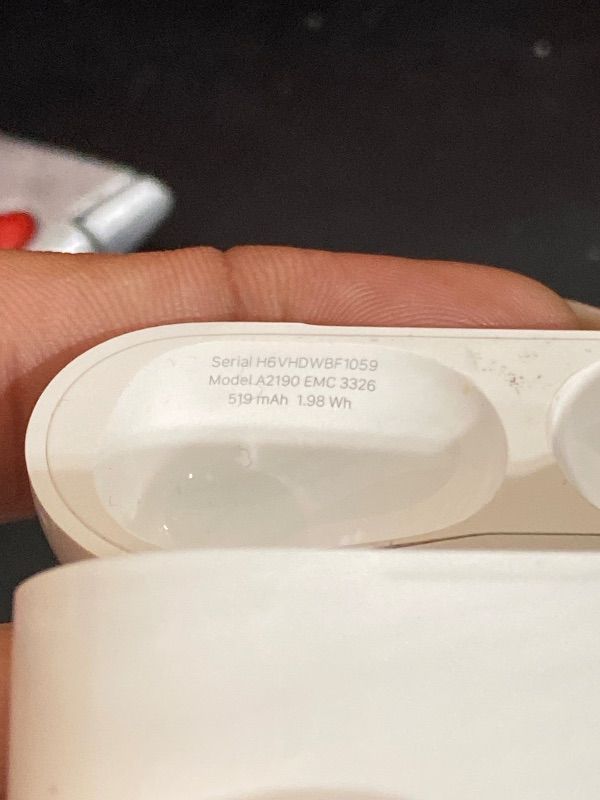 Serial H6VHDWBF1059
Model A2190 EMC 3326
519 mAh 1.98 Wh